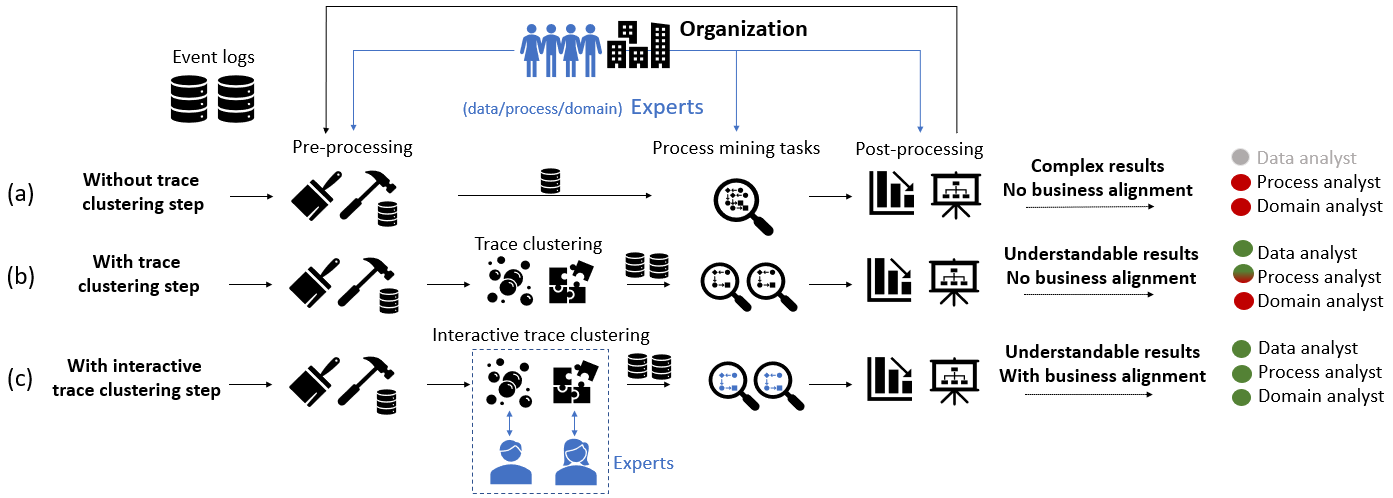 Organization
Event logs
(data/process/domain) Experts
Pre-processing
Process mining tasks
Post-processing
(a)
Without trace
clustering step
Complex results
No business alignment
Data analyst
Process analyst
Domain analyst
(b)
With trace
clustering step
Trace clustering
Understandable results
No business alignment
Data analyst
Process analyst
Domain analyst
(c)
With interactive
trace clustering step
Interactive trace clustering
Experts
Understandable results
With business alignment
Data analyst
Process analyst
Domain analyst